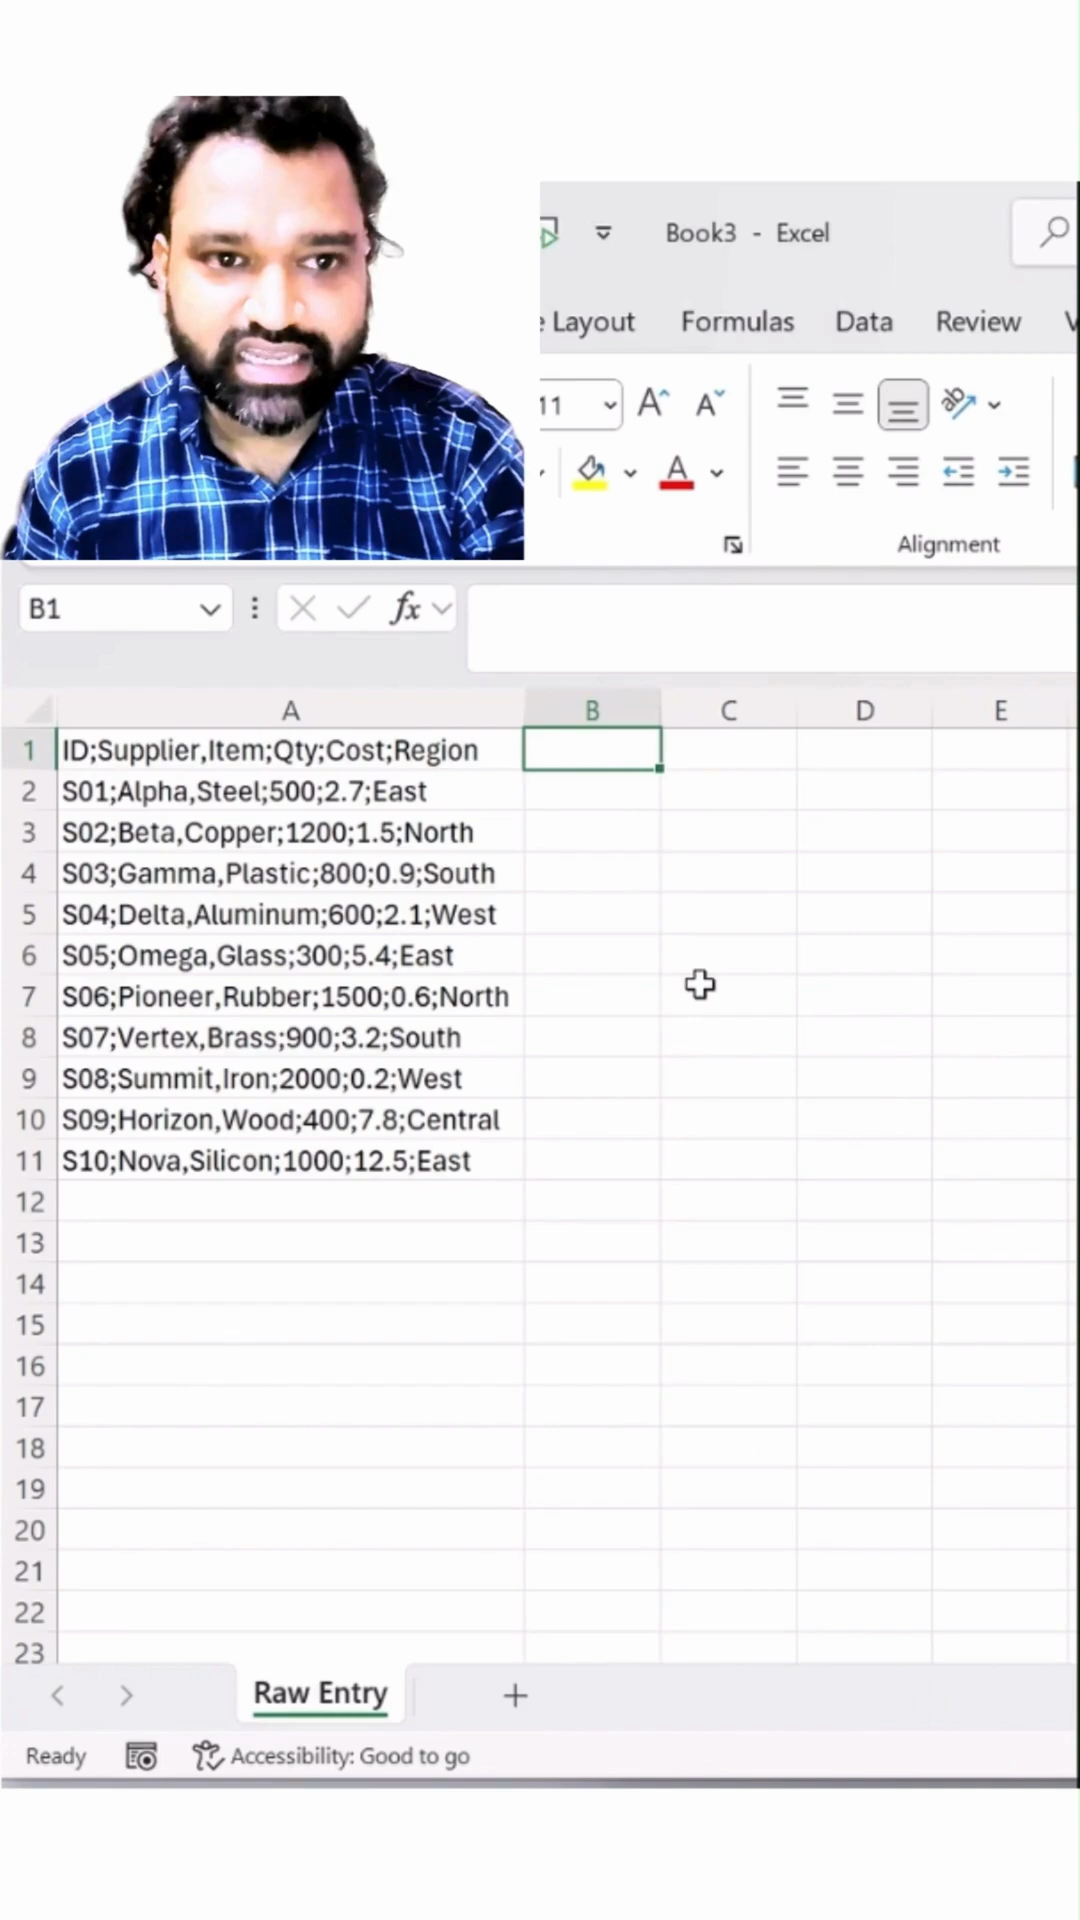 Book3 - Excel
Layout Formulas Data Review
11
Alignment
B1
fx
A B C D E
1 ID;Supplier,Item;Qty;Cost;Region
2 S01;Alpha,Steel;500;2.7;East
3 S02;Beta,Copper;1200;1.5;North
4 S03;Gamma,Plastic;800;0.9;South
5 S04;Delta,Aluminum;600;2.1;West
6 S05;Omega,Glass;300;5.4;East
7 S06;Pioneer,Rubber;1500;0.6;North
8 S07;Vertex,Brass;900;3.2;South
9 S08;Summit,Iron;2000;0.2;West
10 S09;Horizon,Wood;400;7.8;Central
11 S10;Nova,Silicon;1000;12.5;East
12
13
14
15
16
17
18
19
20
21
22
23
Raw Entry
Ready Accessibility: Good to go